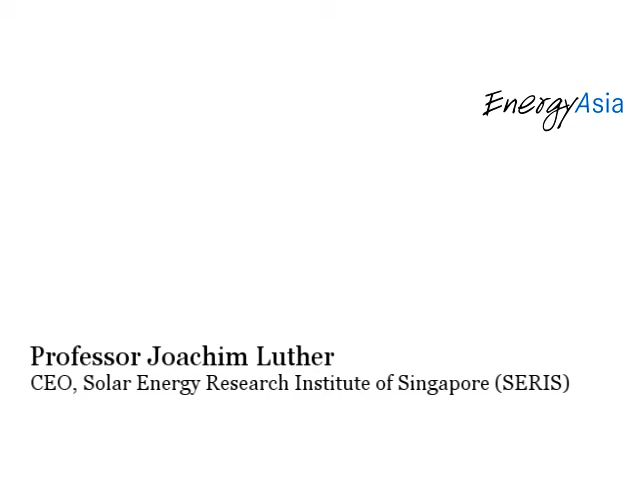 EnergyAsia
Professor Joachim Luther
CEO, Solar Energy Research Institute of Singapore (SERIS)